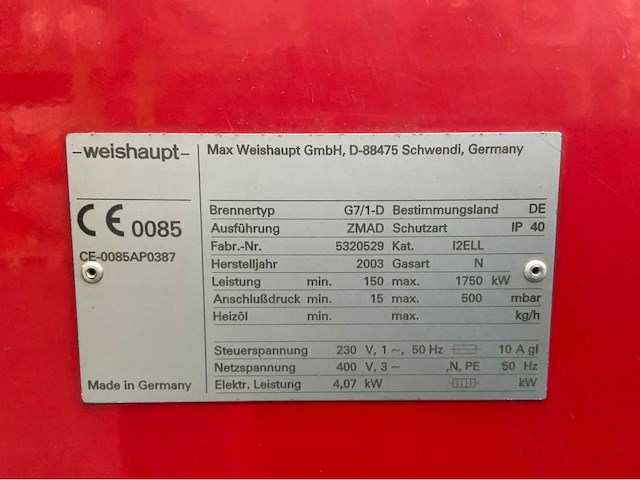 -weishaupt-
Max Weishaupt GmbH, D-88475 Schwendi, Germany
CE 0085
CE-0085AP0387
Made in Germany
Brennertyp G7/1-D Bestimmungsland DE
Ausführung ZMAD Schutzart IP 40
Fabr.-Nr. 5320529 Kat. I2ELL
Herstelljahr 2003 Gasart N
Leistung min. 150 max. 1750 kW
Anschlußdruck min. 15 max. 500 mbar
Heizöl min. max. kg/h
Steuerspannung 230 V, 1 ~, 50 Hz 10 A gl
Netzspannung 400 V, 3 ~ ,N, PE 50 Hz
Elektr. Leistung 4,07 kW kW